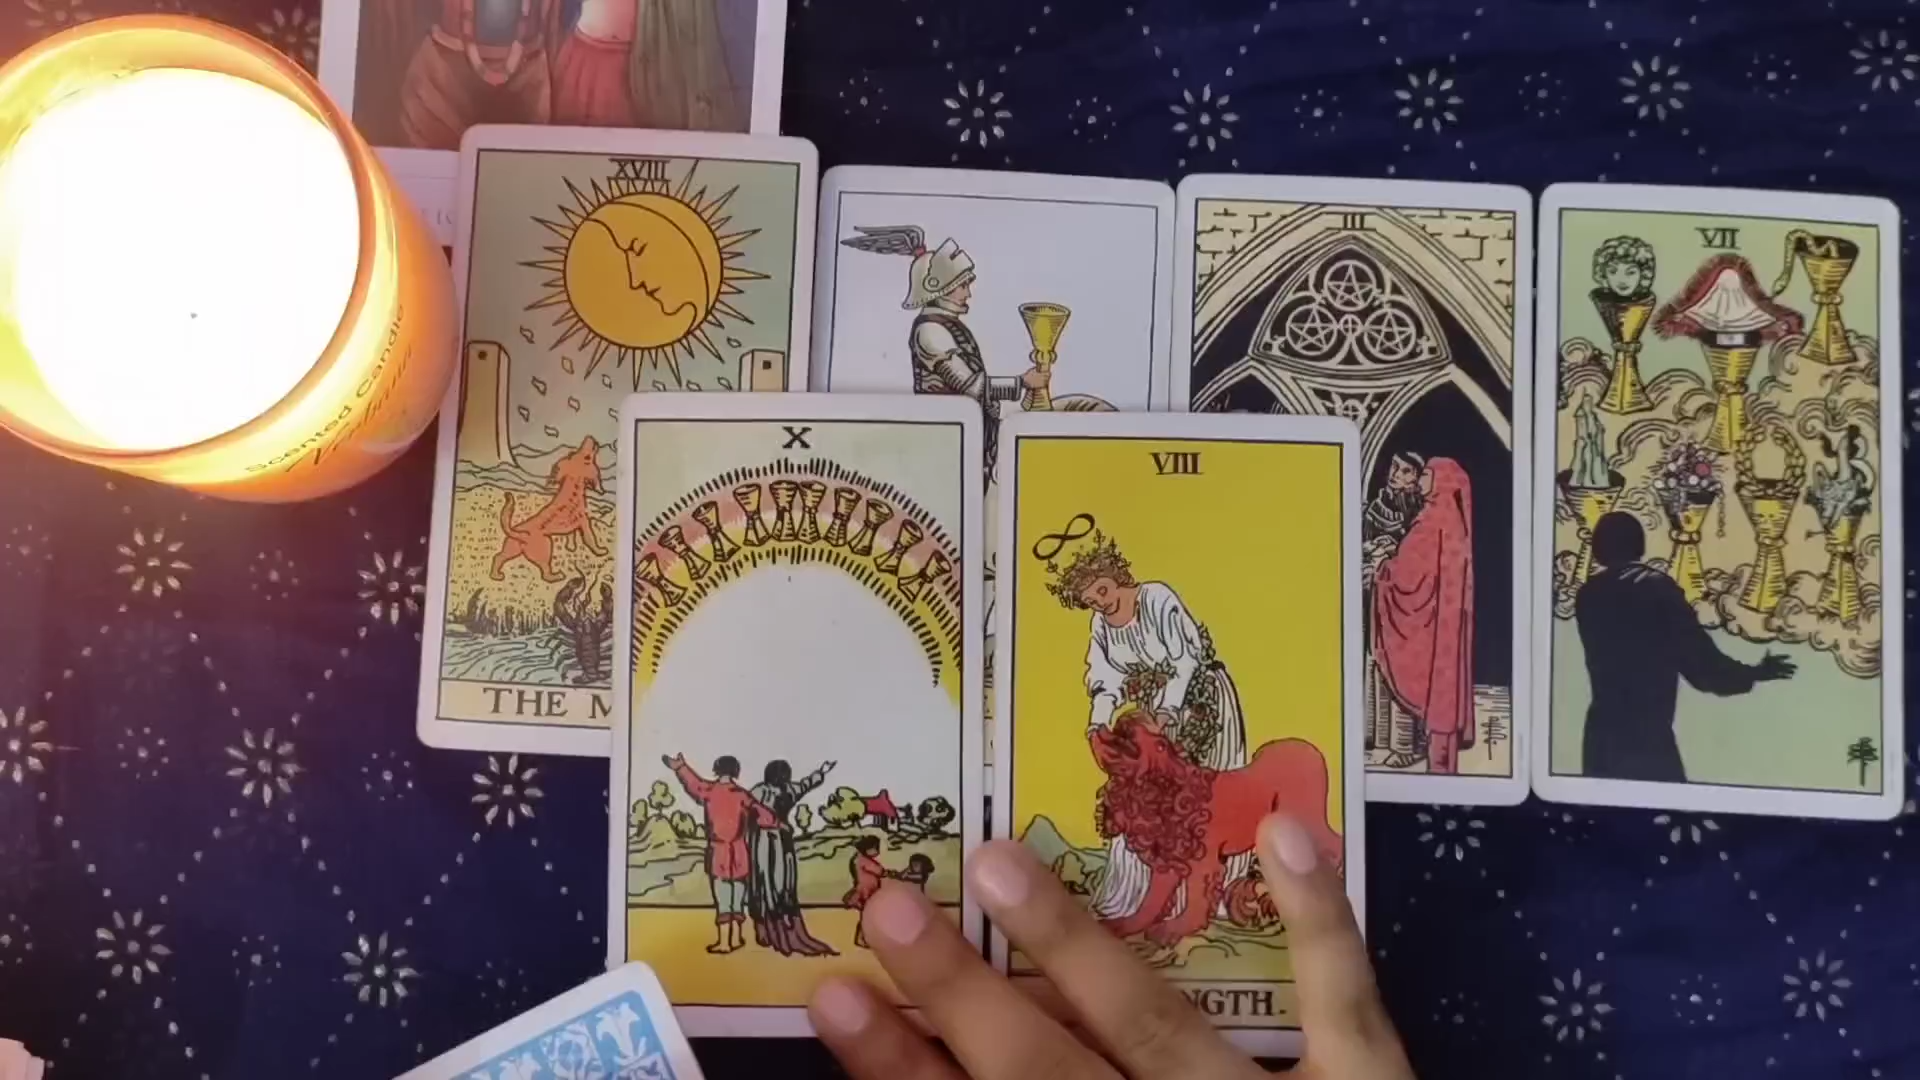 XVIII
III
VII
X
VIII
Scented Candle
THE M
NGTH.